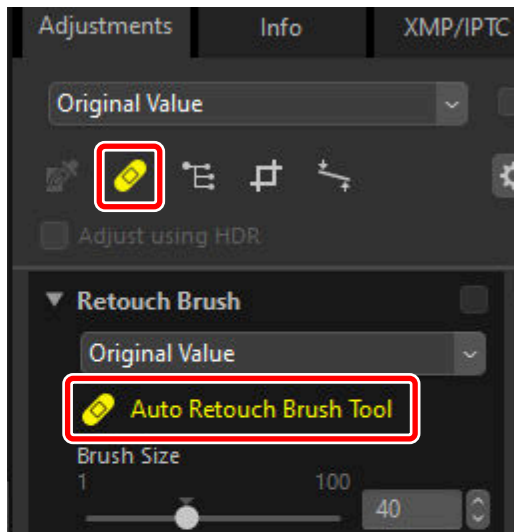 Adjustments Info XMP/IPTC
Original Value
Adjust using HDR
Retouch Brush
Original Value
Auto Retouch Brush Tool
Brush Size
1 100
40